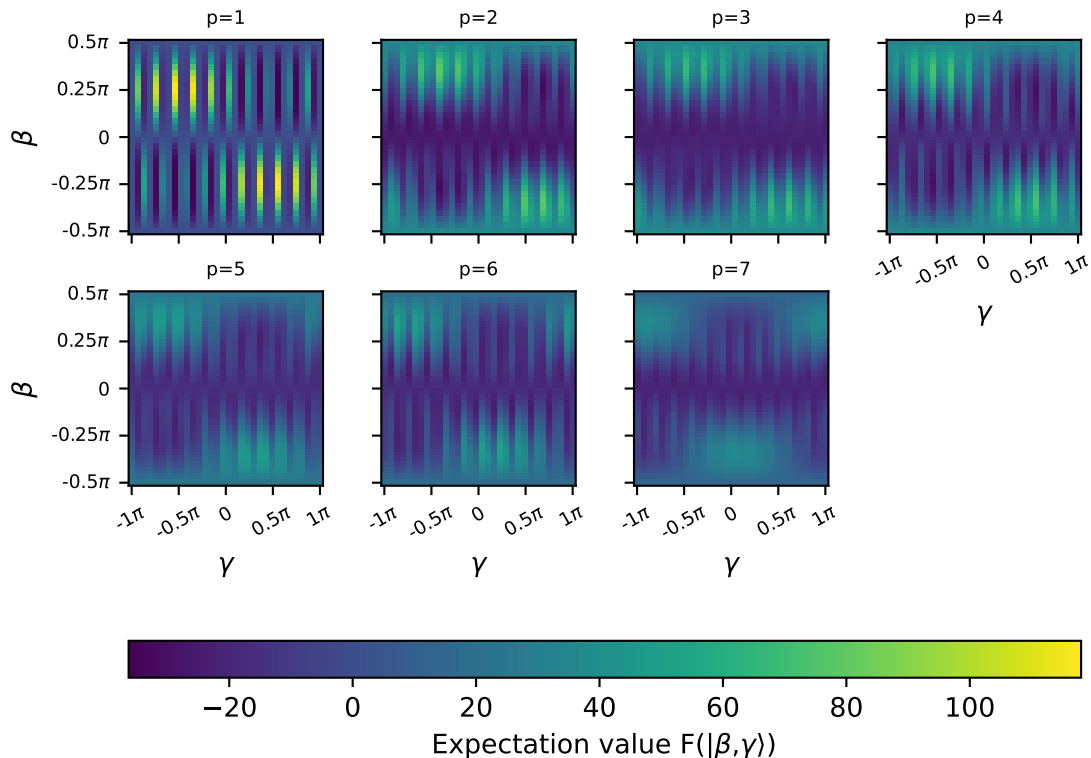 p=1 p=2 p=3 p=4
0.5π
0.25π
0
-0.25π
-0.5π
β
-1π -0.5π 0 0.5π 1π
γ
p=5 p=6 p=7
0.5π
0.25π
0
-0.25π
-0.5π
β
-1π -0.5π 0 0.5π 1π -1π -0.5π 0 0.5π 1π -1π -0.5π 0 0.5π 1π
γ γ γ
−20 0 20 40 60 80 100
Expectation value F(|β,γ⟩)